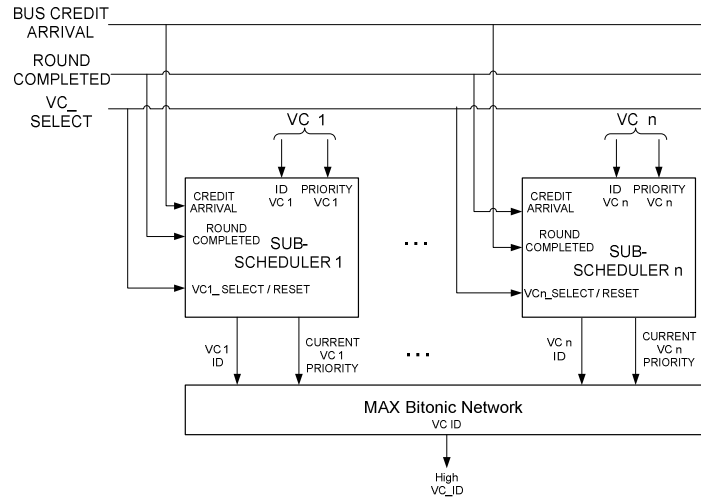 BUS CREDIT
ARRIVAL
ROUND
COMPLETED
VC_
SELECT
VC 1
VC n
ID
VC 1
PRIORITY
VC 1
CREDIT
ARRIVAL
ROUND
COMPLETED
SUB-
SCHEDULER 1
VC1_SELECT / RESET
...
ID
VC n
PRIORITY
VC n
CREDIT
ARRIVAL
ROUND
COMPLETED
SUB-
SCHEDULER n
VCn_SELECT / RESET
VC 1
ID
CURRENT
VC 1
PRIORITY
...
VC n
ID
CURRENT
VC n
PRIORITY
MAX Bitonic Network
VC ID
High
VC_ID